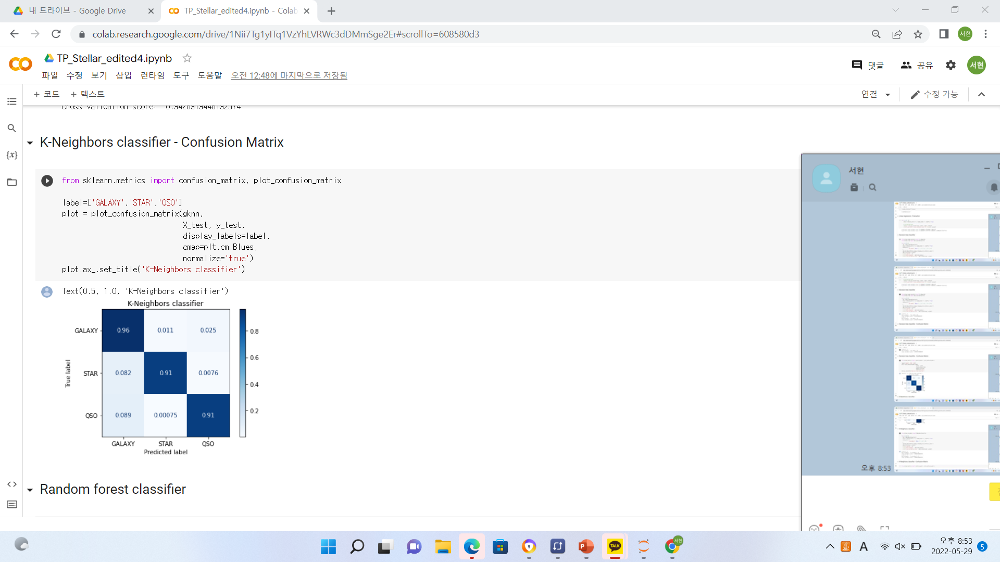 내 드라이브 - Google Drive
TP_Stellar_edited4.ipynb - Colab
colab.research.google.com/drive/1Nii7Tg1yITq1VzYhLVRWc3dDMmSge2Er#scrollTo=608580d3
서현
TP_Stellar_edited4.ipynb
댓글
공유
서현
파일 수정 보기 삽입 런타임 도구 도움말 오전 12:48에 마지막으로 저장됨
+ 코드 + 텍스트
연결
수정 가능
cross validation score: 0.9426919446192574
K-Neighbors classifier - Confusion Matrix
{x}
from sklearn.metrics import confusion_matrix, plot_confusion_matrix
label=['GALAXY','STAR','QSO']
plot = plot_confusion_matrix(gknn,
X_test, y_test,
display_labels=label,
cmap=plt.cm.Blues,
normalize='true')
plot.ax_.set_title('K-Neighbors classifier')
Text(0.5, 1.0, 'K-Neighbors classifier')
K-Neighbors classifier
GALAXY 0.96 0.011 0.025
STAR 0.082 0.91 0.0076
QSO 0.089 0.00075 0.91
0.8
0.6
0.4
0.2
True label
GALAXY STAR QSO
Predicted label
Random forest classifier
서현
오후 8:53
TALK
서현
A
오후 8:53
2022-05-29
5